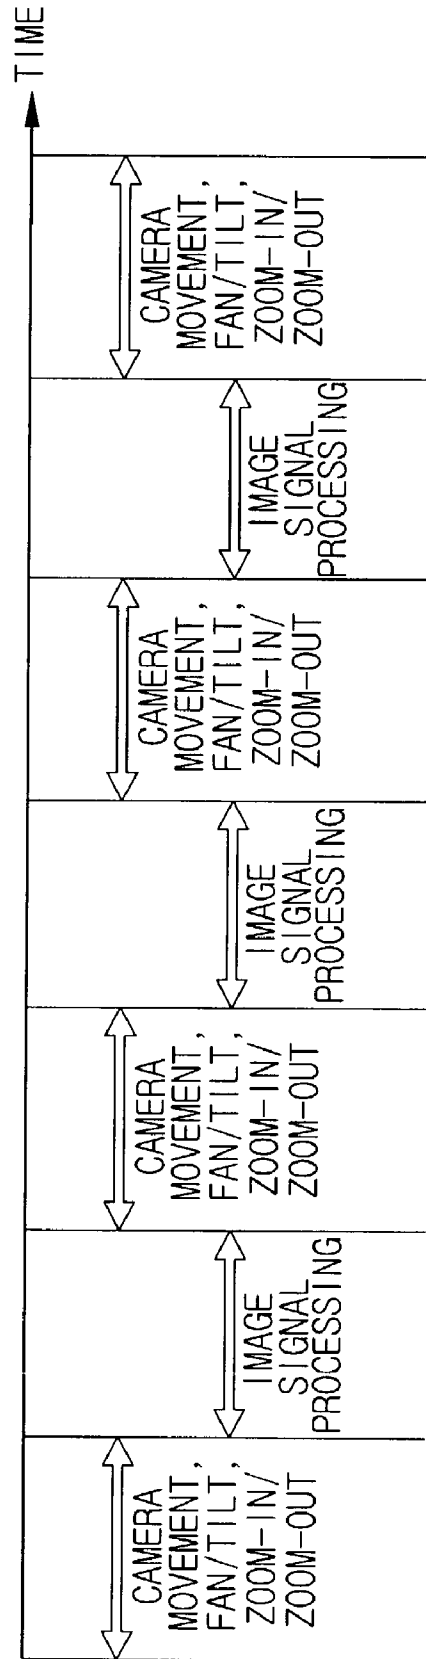 CAMERA
MOVEMENT,
FAN/TILT,
ZOOM-IN/
ZOOM-OUT
IMAGE
SIGNAL
PROCESSING
CAMERA
MOVEMENT,
FAN/TILT,
ZOOM-IN/
ZOOM-OUT
IMAGE
SIGNAL
PROCESSING
CAMERA
MOVEMENT,
FAN/TILT,
ZOOM-IN/
ZOOM-OUT
IMAGE
SIGNAL
PROCESSING
CAMERA
MOVEMENT,
FAN/TILT,
ZOOM-IN/
ZOOM-OUT
TIME